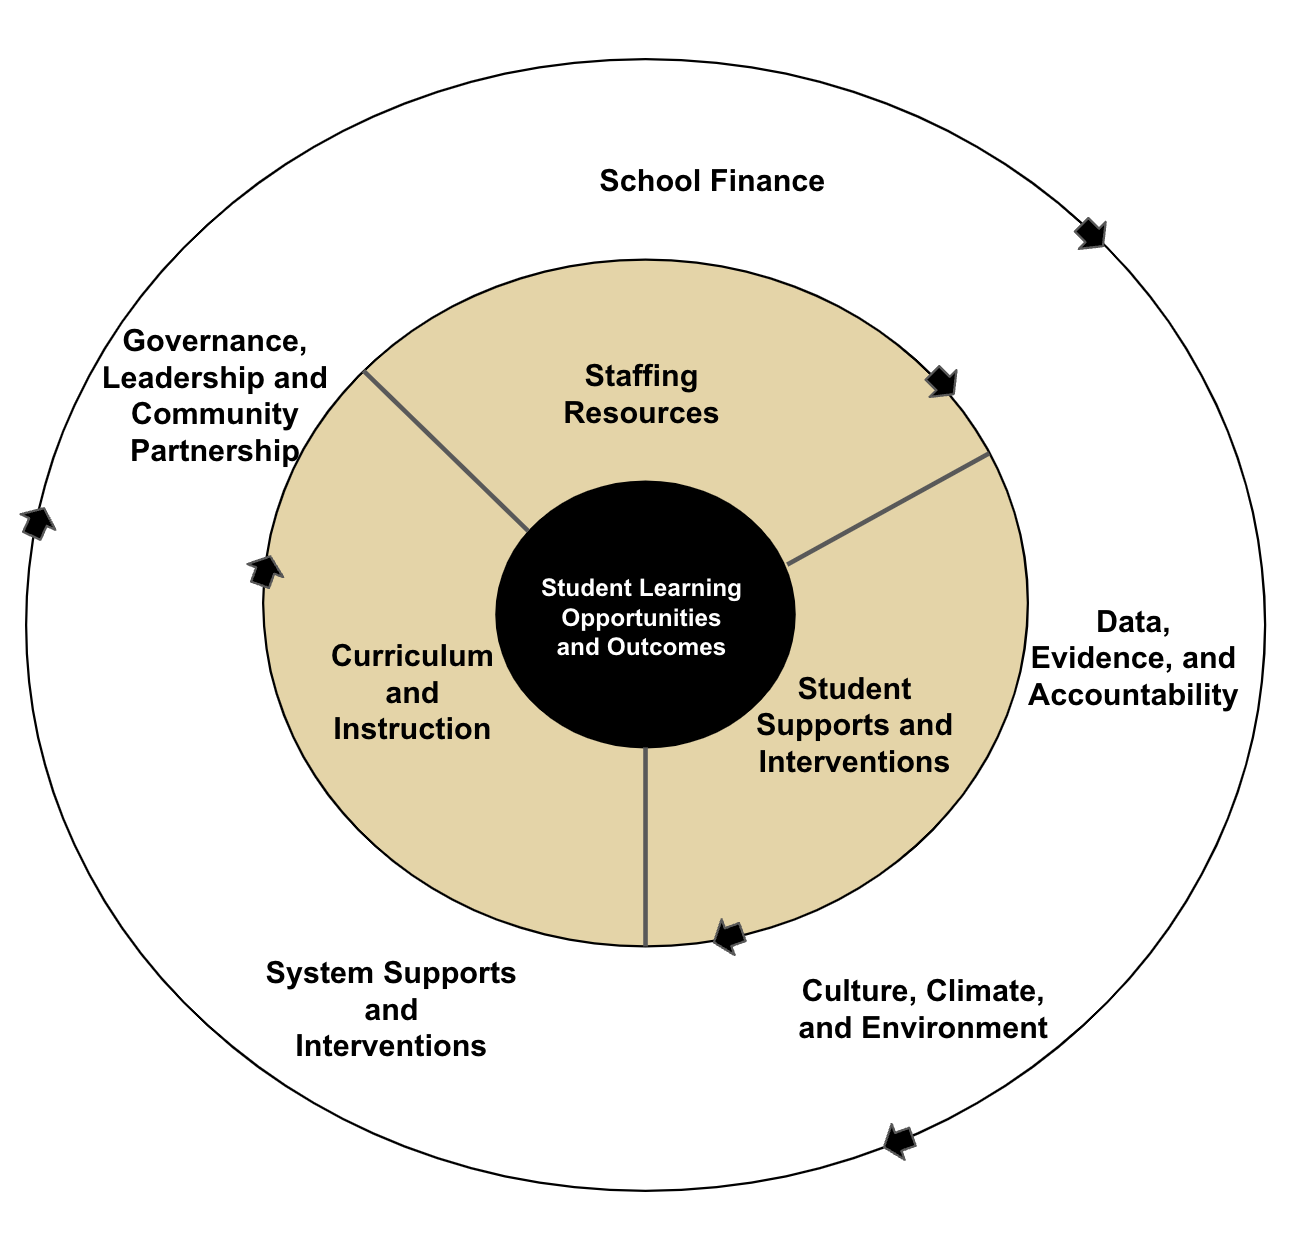 School Finance
Governance,
Leadership and
Community
Partnership
Staffing
Resources
Student Learning
Opportunities
and Outcomes
Curriculum
and
Instruction
Student
Supports and
Interventions
Data,
Evidence, and
Accountability
System Supports
and
Interventions
Culture, Climate,
and Environment